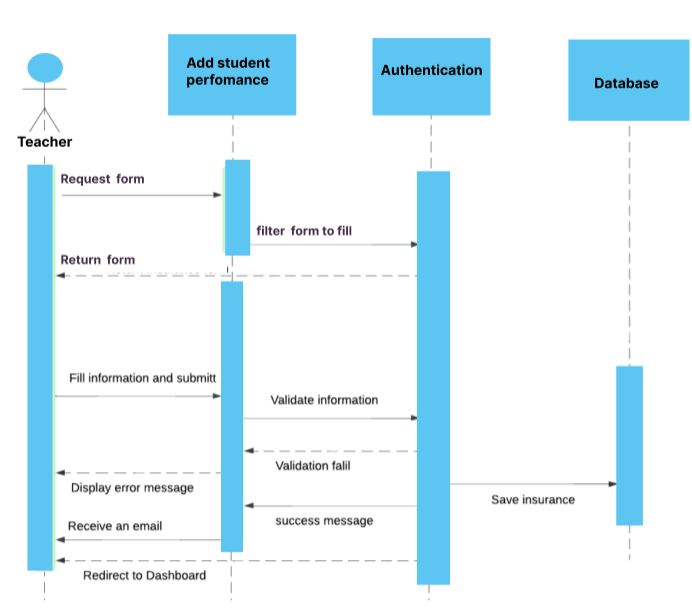 Add student
perfomance
Authentication
Database
Teacher
Request form
filter form to fill
Return form
Fill information and submitt
Validate information
Validation falil
Display error message
Save insurance
success message
Receive an email
Redirect to Dashboard